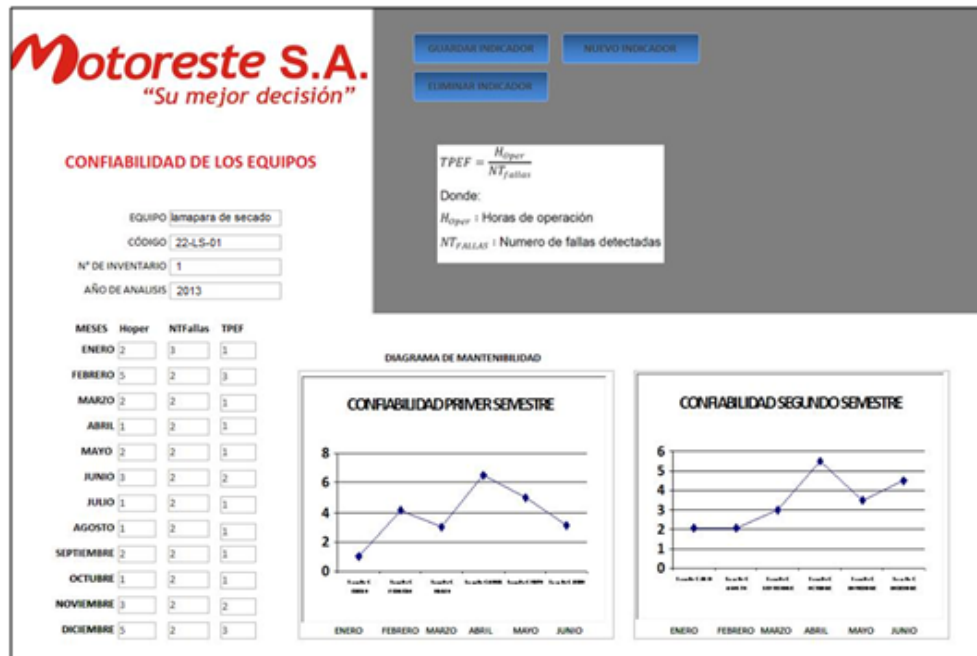 Motoreste S.A.
"Su mejor decisión"
GUARDAR INDICADOR
NUEVO INDICADOR
ELIMINAR INDICADOR
CONFIABILIDAD DE LOS EQUIPOS
TPEF = H_Oper / NT_fallas
Donde:
H_Oper : Horas de operación
NT_FALLAS : Numero de fallas detectadas
EQUIPO lamapara de secado
CÓDIGO 22-LS-01
N° DE INVENTARIO 1
AÑO DE ANALISIS 2013
MESES Hoper NTFallas TPEF
ENERO 2 3 1
FEBRERO 5 2 3
MARZO 2 2 1
ABRIL 1 2 1
MAYO 2 2 1
JUNIO 3 2 2
JULIO 1 2 1
AGOSTO 1 2 1
SEPTIEMBRE 2 2 1
OCTUBRE 1 2 1
NOVIEMBRE 3 2 2
DICIEMBRE 5 2 3
DIAGRAMA DE MANTENIBILIDAD
CONFIABILIDAD PRIMER SEMESTRE
8
6
4
2
0
ENERO FEBRERO MARZO ABRIL MAYO JUNIO
CONFIABILIDAD SEGUNDO SEMESTRE
6
5
4
3
2
1
0
ENERO FEBRERO MARZO ABRIL MAYO JUNIO